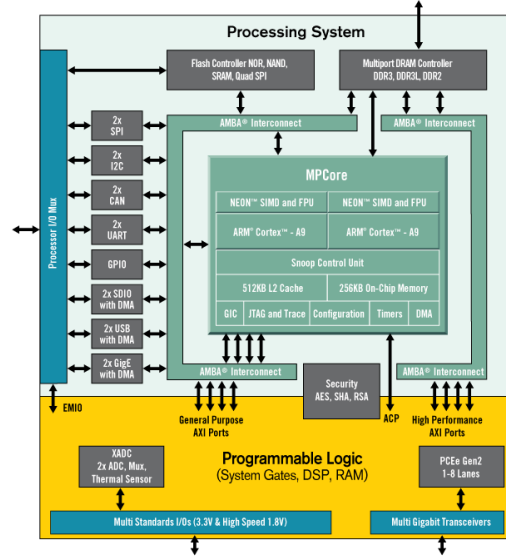 Processing System
Flash Controller NOR, NAND,
SRAM, Quad SPI
Multiport DRAM Controller
DDR3, DDR3L, DDR2
Processor I/O Mux
2x
SPI
2x
I2C
2x
CAN
2x
UART
GPIO
2x SDIO
with DMA
2x USB
with DMA
2x GigE
with DMA
AMBA® Interconnect
AMBA® Interconnect
MPCore
NEON™ SIMD and FPU
NEON™ SIMD and FPU
ARM® Cortex™ - A9
ARM® Cortex™ - A9
Snoop Control Unit
512KB L2 Cache
256KB On-Chip Memory
GIC
JTAG and Trace
Configuration
Timers
DMA
AMBA® Interconnect
AMBA® Interconnect
Security
AES, SHA, RSA
EMIO
General Purpose
AXI Ports
ACP
High Performance
AXI Ports
XADC
2x ADC, Mux,
Thermal Sensor
Programmable Logic
(System Gates, DSP, RAM)
PCEe Gen2
1-8 Lanes
Multi Standards I/Os (3.3V & High Speed 1.8V)
Multi Gigabit Transceivers